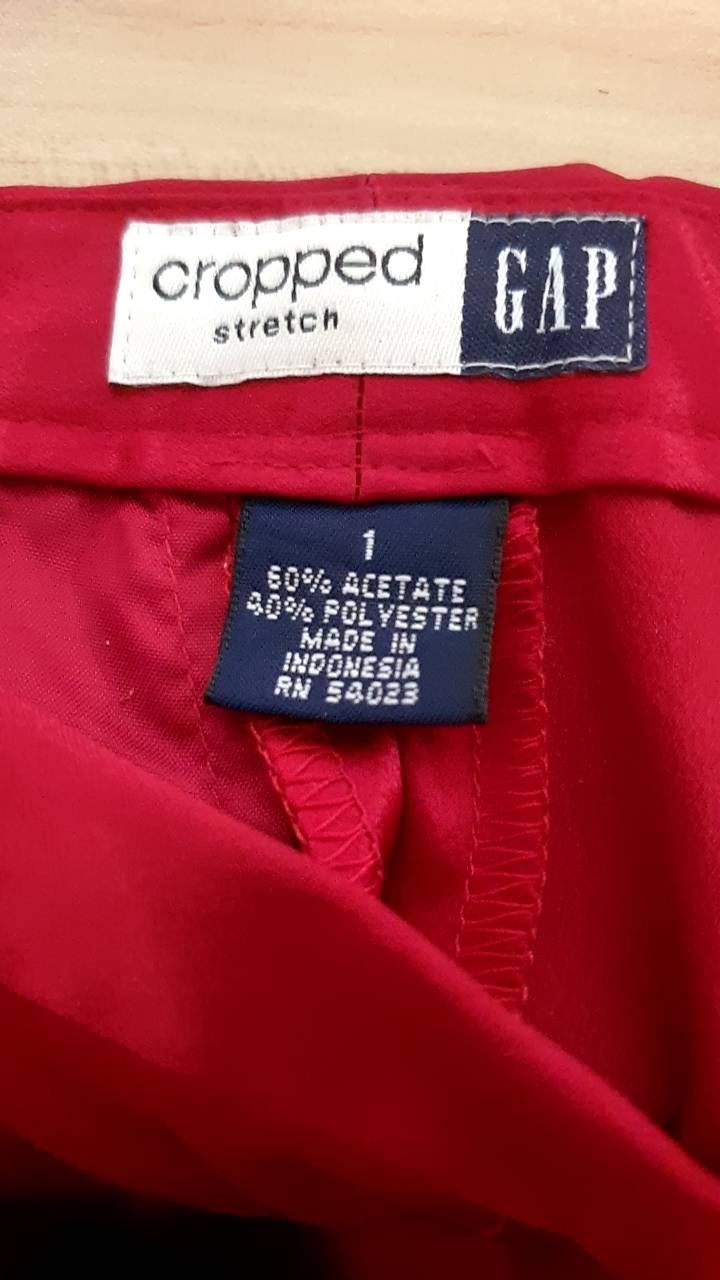 cropped
stretch
GAP
1
60% ACETATE
40% POLYESTER
MADE IN
INDONESIA
RN 54023